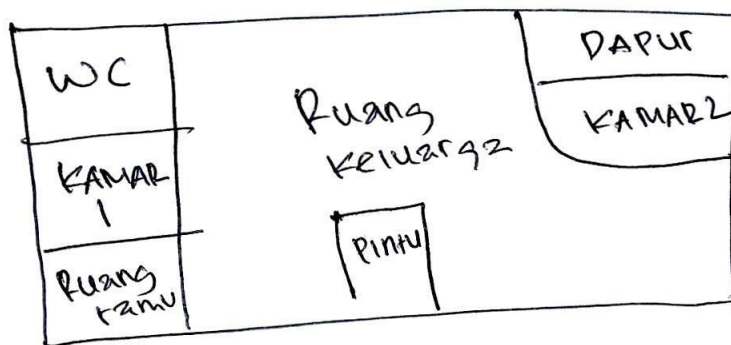 WC
KAMAR
1
Ruang
tamu
Ruang
Keluarga
Pintu
DAPUr
KAMAR2